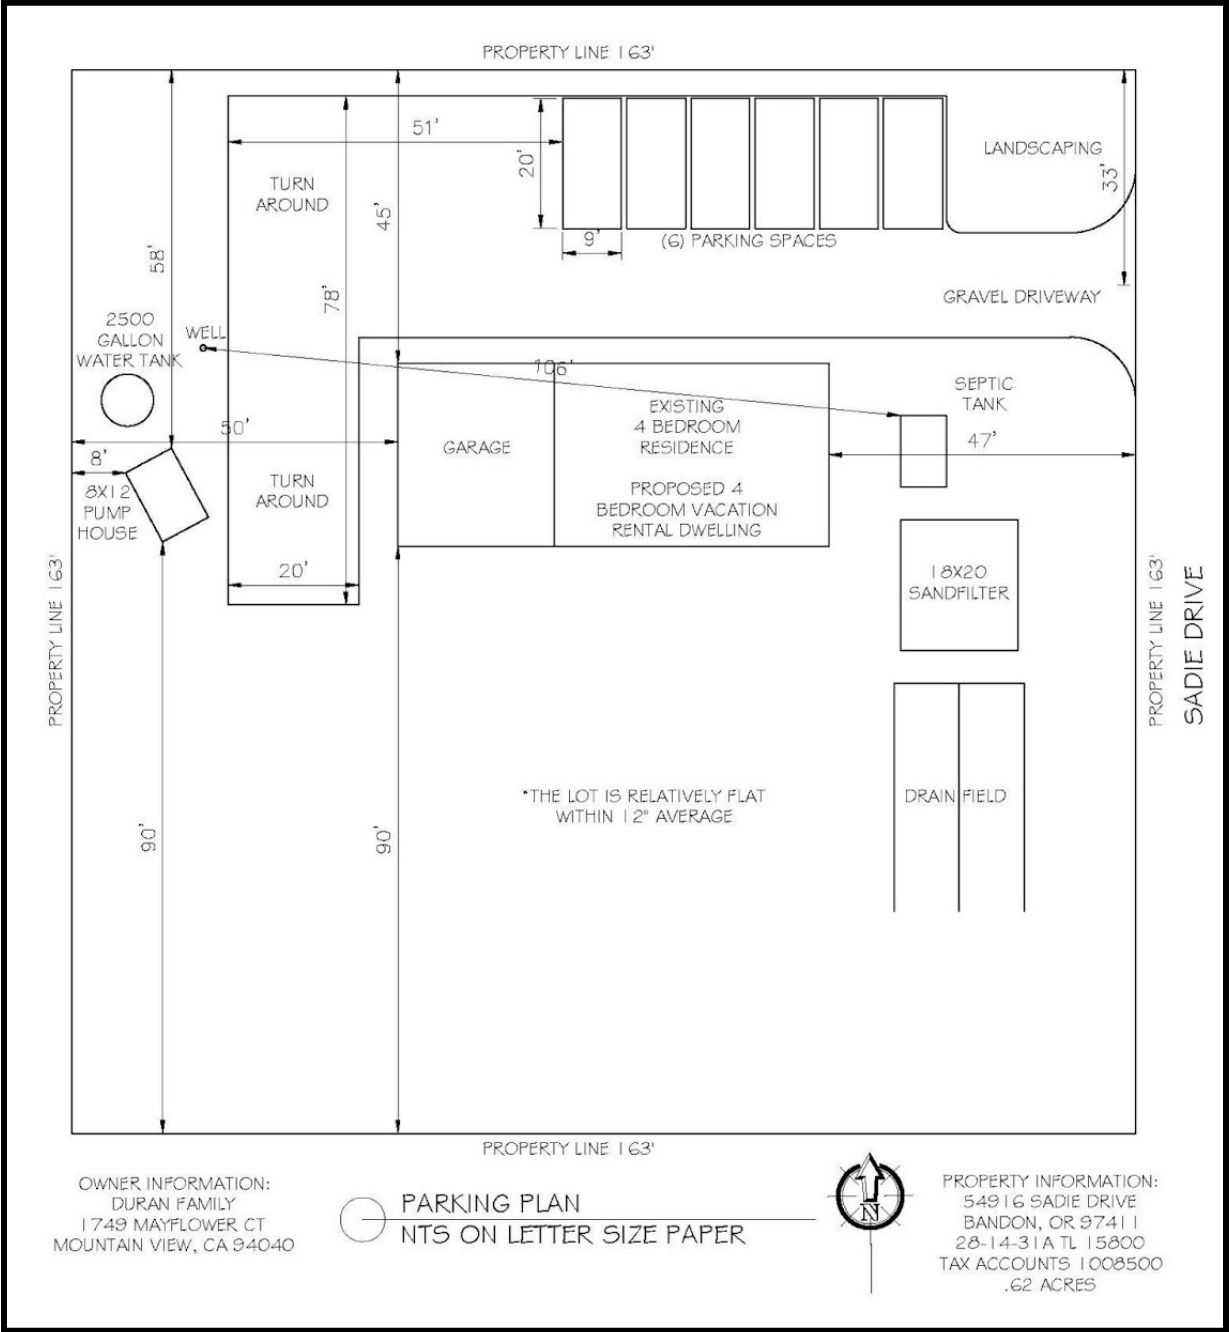 PROPERTY LINE 163'
51'
20'
LANDSCAPING
33'
TURN
AROUND
45'
58'
9'
(6) PARKING SPACES
78'
GRAVEL DRIVEWAY
2500
GALLON
WATER TANK
WELL
106'
SEPTIC
TANK
EXISTING
4 BEDROOM
RESIDENCE
50'
GARAGE
47'
8'
8X12
PUMP
HOUSE
TURN
AROUND
PROPOSED 4
BEDROOM VACATION
RENTAL DWELLING
20'
18X20
SANDFILTER
PROPERTY LINE 163'
PROPERTY LINE 163'
SADIE DRIVE
*THE LOT IS RELATIVELY FLAT
WITHIN 12" AVERAGE
DRAIN FIELD
90'
90'
PROPERTY LINE 163'
OWNER INFORMATION:
DURAN FAMILY
1749 MAYFLOWER CT
MOUNTAIN VIEW, CA 94040
PARKING PLAN
NTS ON LETTER SIZE PAPER
N
PROPERTY INFORMATION:
54916 SADIE DRIVE
BANDON, OR 97411
28-14-31A TL 15800
TAX ACCOUNTS 1008500
.62 ACRES